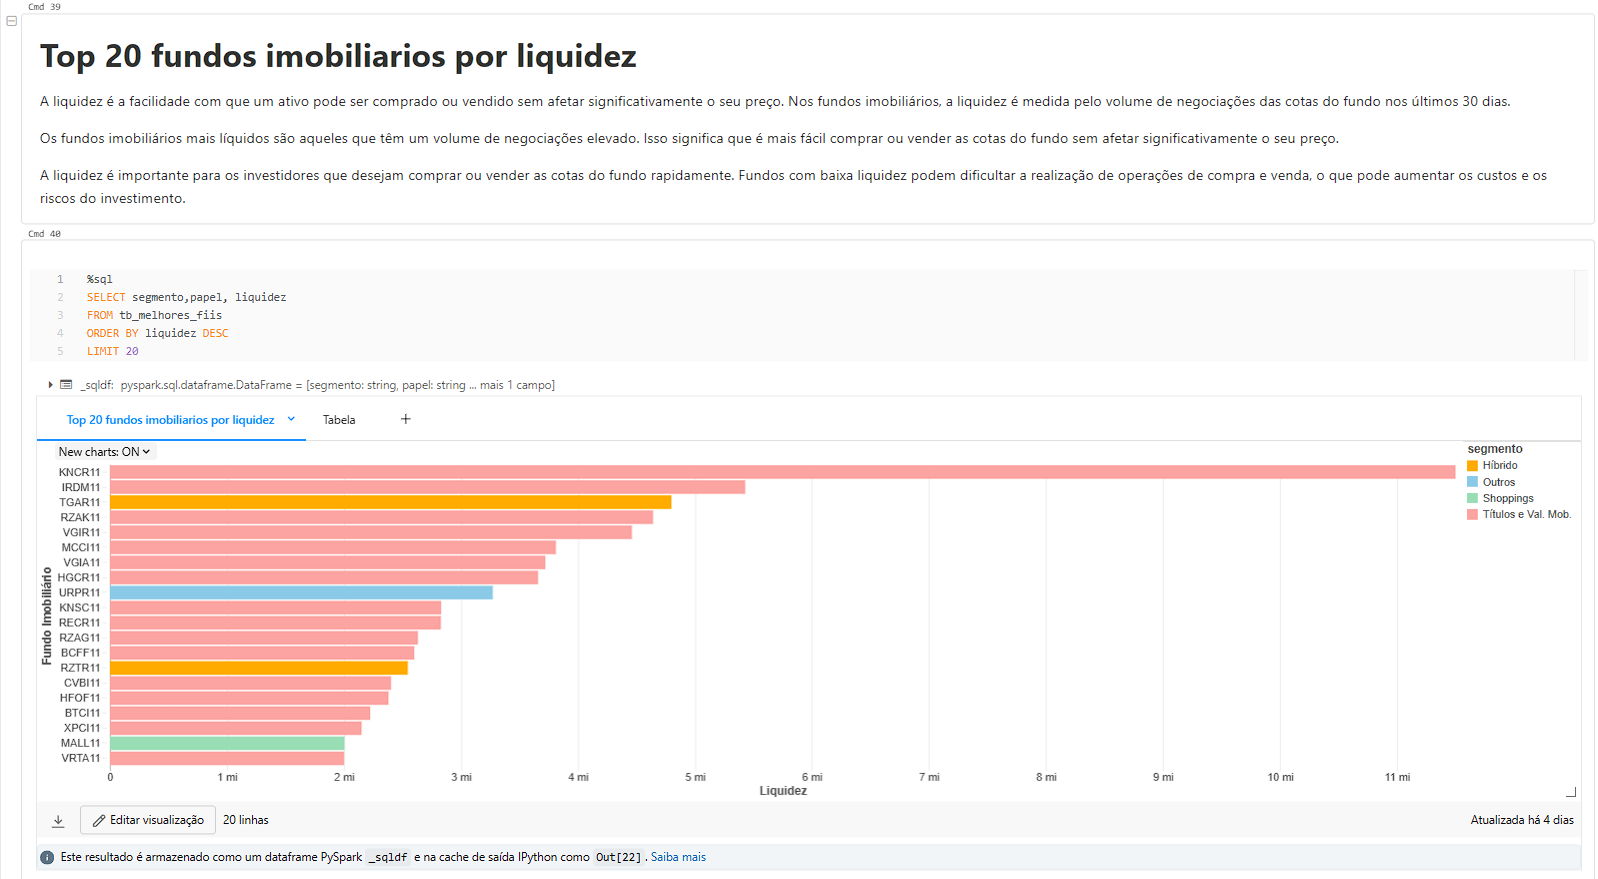 Cmd 39
Top 20 fundos imobiliarios por liquidez
A liquidez é a facilidade com que um ativo pode ser comprado ou vendido sem afetar significativamente o seu preço. Nos fundos imobiliários, a liquidez é medida pelo volume de negociações das cotas do fundo nos últimos 30 dias.
Os fundos imobiliários mais líquidos são aqueles que têm um volume de negociações elevado. Isso significa que é mais fácil comprar ou vender as cotas do fundo sem afetar significativamente o seu preço.
A liquidez é importante para os investidores que desejam comprar ou vender as cotas do fundo rapidamente. Fundos com baixa liquidez podem dificultar a realização de operações de compra e venda, o que pode aumentar os custos e os
riscos do investimento.
Cmd 40
1 %sql
2 SELECT segmento,papel, liquidez
3 FROM tb_melhores_fiis
4 ORDER BY liquidez DESC
5 LIMIT 20
_sqldf: pyspark.sql.dataframe.DataFrame = [segmento: string, papel: string ... mais 1 campo]
Top 20 fundos imobiliarios por liquidez Tabela +
New charts: ON
segmento
Híbrido
Outros
Shoppings
Títulos e Val. Mob.
Fundo Imobiliário
KNCR11
IRDM11
TGAR11
RZAK11
VGIR11
MCCI11
VGIA11
HGCR11
URPR11
KNSC11
RECR11
RZAG11
BCFF11
RZTR11
CVBI11
HFOF11
BTCI11
XPCI11
MALL11
VRTA11
0 1 mi 2 mi 3 mi 4 mi 5 mi 6 mi 7 mi 8 mi 9 mi 10 mi 11 mi
Liquidez
Editar visualização 20 linhas Atualizada há 4 dias
Este resultado é armazenado como um dataframe PySpark _sqldf e na cache de saída IPython como Out[22]. Saiba mais